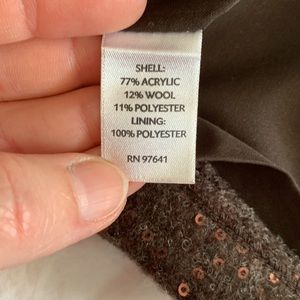 SHELL:
77% ACRYLIC
12% WOOL
11% POLYESTER
LINING:
100% POLYESTER
RN 97641